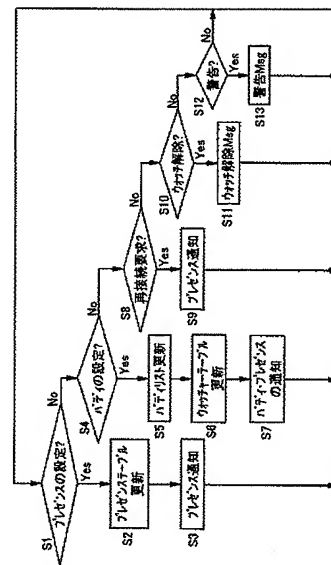 S1
プレゼンスの設定?
No
Yes
S2
プレゼンステーブル
更新
S3
プレゼンス通知
S4
バディの設定?
No
Yes
S5
バディリスト更新
S6
ウォッチャーテーブル
更新
S7
バディ・プレゼンス
の通知
S8
再接続要求?
No
Yes
S9
プレゼンス通知
S10
ウォッチ解除?
No
Yes
S11
ウォッチ解除Msg
S12
警告?
No
Yes
S13
警告Msg